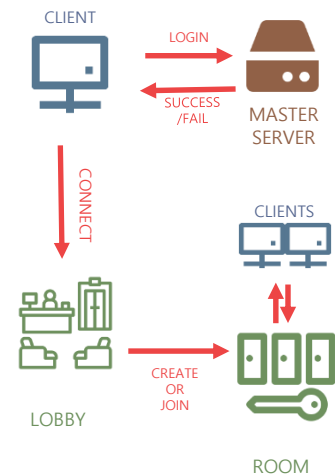 CLIENT
LOGIN
SUCCESS
/FAIL
MASTER
SERVER
CONNECT
CLIENTS
LOBBY
CREATE
OR
JOIN
ROOM